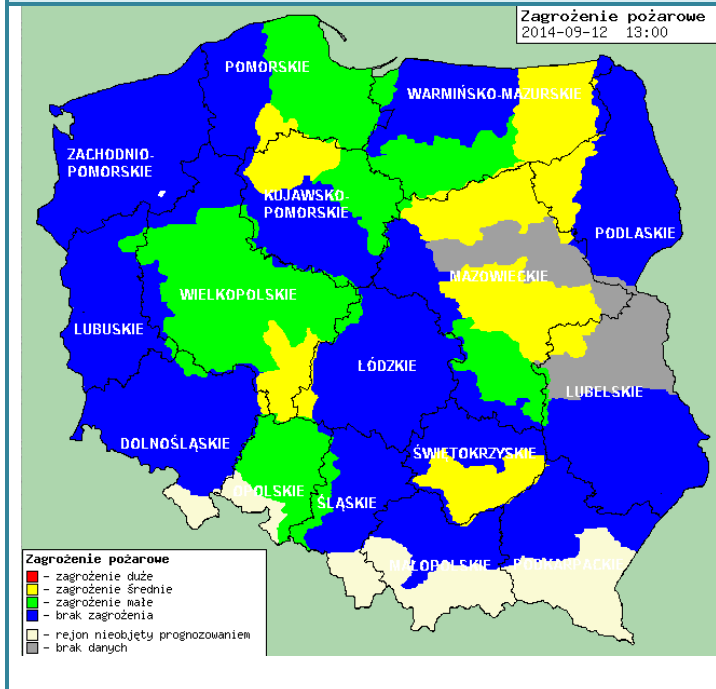 Zagrożenie pożarowe
2014-09-12 13:00
POMORSKIE
WARMIŃSKO-MAZURSKIE
ZACHODNIO-
POMORSKIE
KUJAWSKO-
POMORSKIE
PODLASKIE
MAZOWIECKIE
WIELKOPOLSKIE
LUBUSKIE
ŁÓDZKIE
LUBELSKIE
DOLNOŚLĄSKIE
ŚWIĘTOKRZYSKIE
OPOLSKIE
ŚLĄSKIE
MAŁOPOLSKIE
PODKARPACKIE
Zagrożenie pożarowe
- zagrożenie duże
- zagrożenie średnie
- zagrożenie małe
- brak zagrożenia
- rejon nieobjęty prognozowaniem
- brak danych